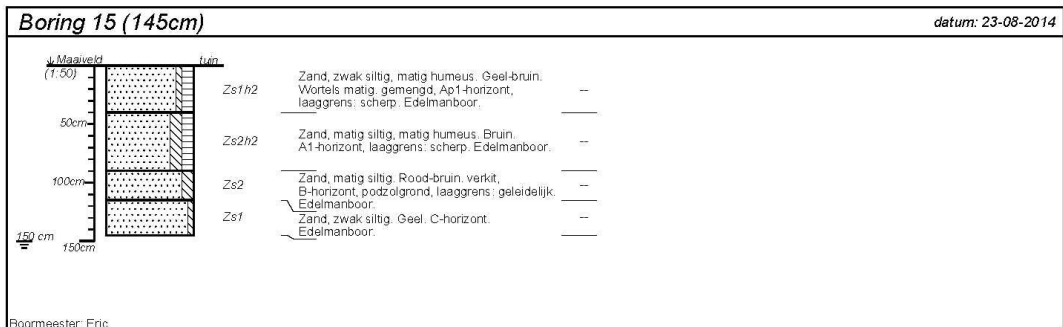 Boring 15 (145cm)
datum: 23-08-2014
Maaiveld
tuin
(1:50)
Zand, zwak siltig, matig humeus. Geel-bruin.
Zs1h2
Wortels matig. gemengd, Ap1-horizont,
--
laaggrens: scherp. Edelmanboor.
50cm
Zand, matig siltig, matig humeus. Bruin.
Zs2h2
A1-horizont, laaggrens: scherp. Edelmanboor.
--
100cm
Zand, matig siltig. Rood-bruin. verkit,
Zs2
B-horizont, podzolgrond, laaggrens: geleidelijk.
--
Edelmanboor.
Zs1
Zand, zwak siltig. Geel. C-horizont.
--
Edelmanboor.
150 cm
150cm
Boormeester: Eric